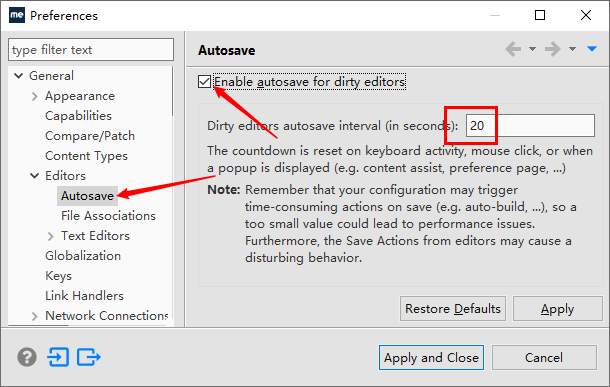 me Preferences
type filter text
General
Appearance
Capabilities
Compare/Patch
Content Types
Editors
Autosave
File Associations
Text Editors
Globalization
Keys
Link Handlers
Network Connections
Autosave
Enable autosave for dirty editors
Dirty editors autosave interval (in seconds): 20
The countdown is reset on keyboard activity, mouse click, or when
a popup is displayed (e.g. content assist, preference page, ...)
Note: Remember that your configuration may trigger
time-consuming actions on save (e.g. auto-build, ...), so a
too small value could lead to performance issues.
Furthermore, the Save Actions from editors may cause a
disturbing behavior.
Restore Defaults Apply
? Apply and Close Cancel